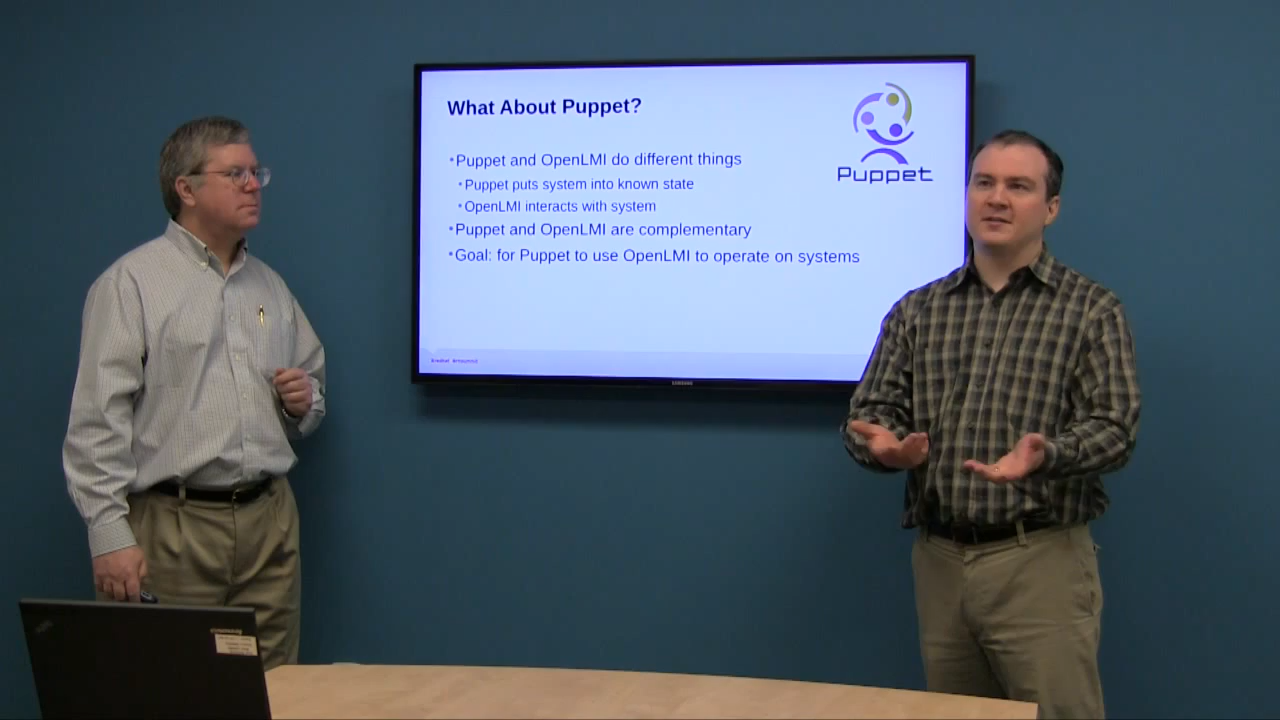 What About Puppet?
•Puppet and OpenLMI do different things
•Puppet puts system into known state
•OpenLMI interacts with system
•Puppet and OpenLMI are complementary
•Goal: for Puppet to use OpenLMI to operate on systems
Puppet
SAMSUNG